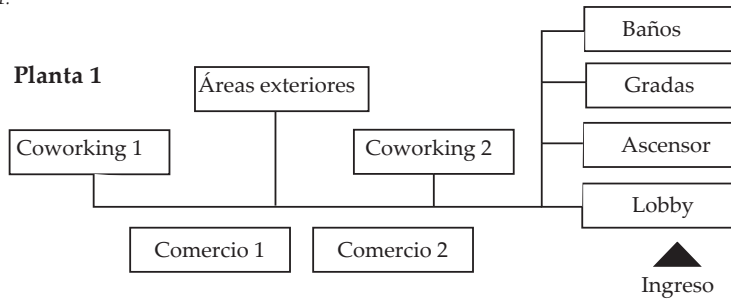 Baños
Planta 1
Áreas exteriores
Gradas
Coworking 1
Coworking 2
Ascensor
Lobby
Comercio 1
Comercio 2
Ingreso